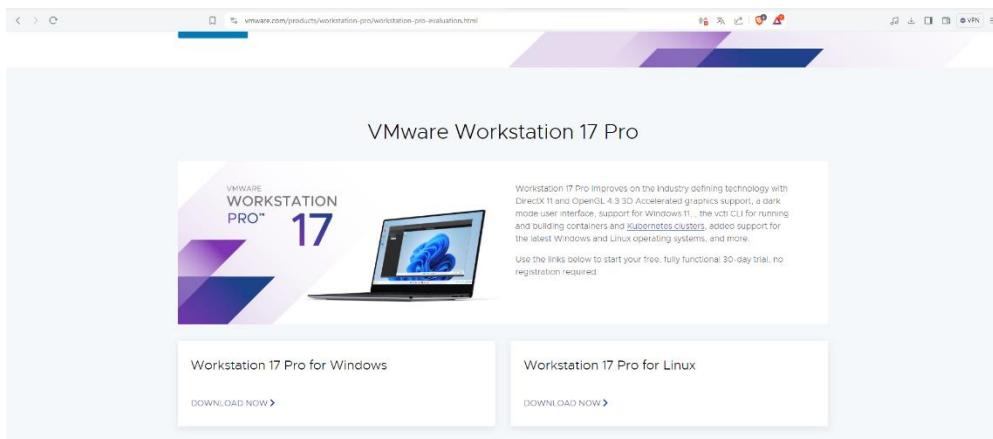 vmware.com/products/workstation-pro/workstation-pro-evaluation.html
VPN
VMware Workstation 17 Pro
VMWARE
WORKSTATION
PRO™ 17
Workstation 17 Pro improves on the industry defining technology with
DirectX 11 and OpenGL 4.3 3D Accelerated graphics support, a dark
mode user interface, support for Windows 11, , the vctl CLI for running
and building containers and Kubernetes clusters, added support for
the latest Windows and Linux operating systems, and more.
Use the links below to start your free, fully functional 30-day trial, no
registration required.
Workstation 17 Pro for Windows
DOWNLOAD NOW
Workstation 17 Pro for Linux
DOWNLOAD NOW